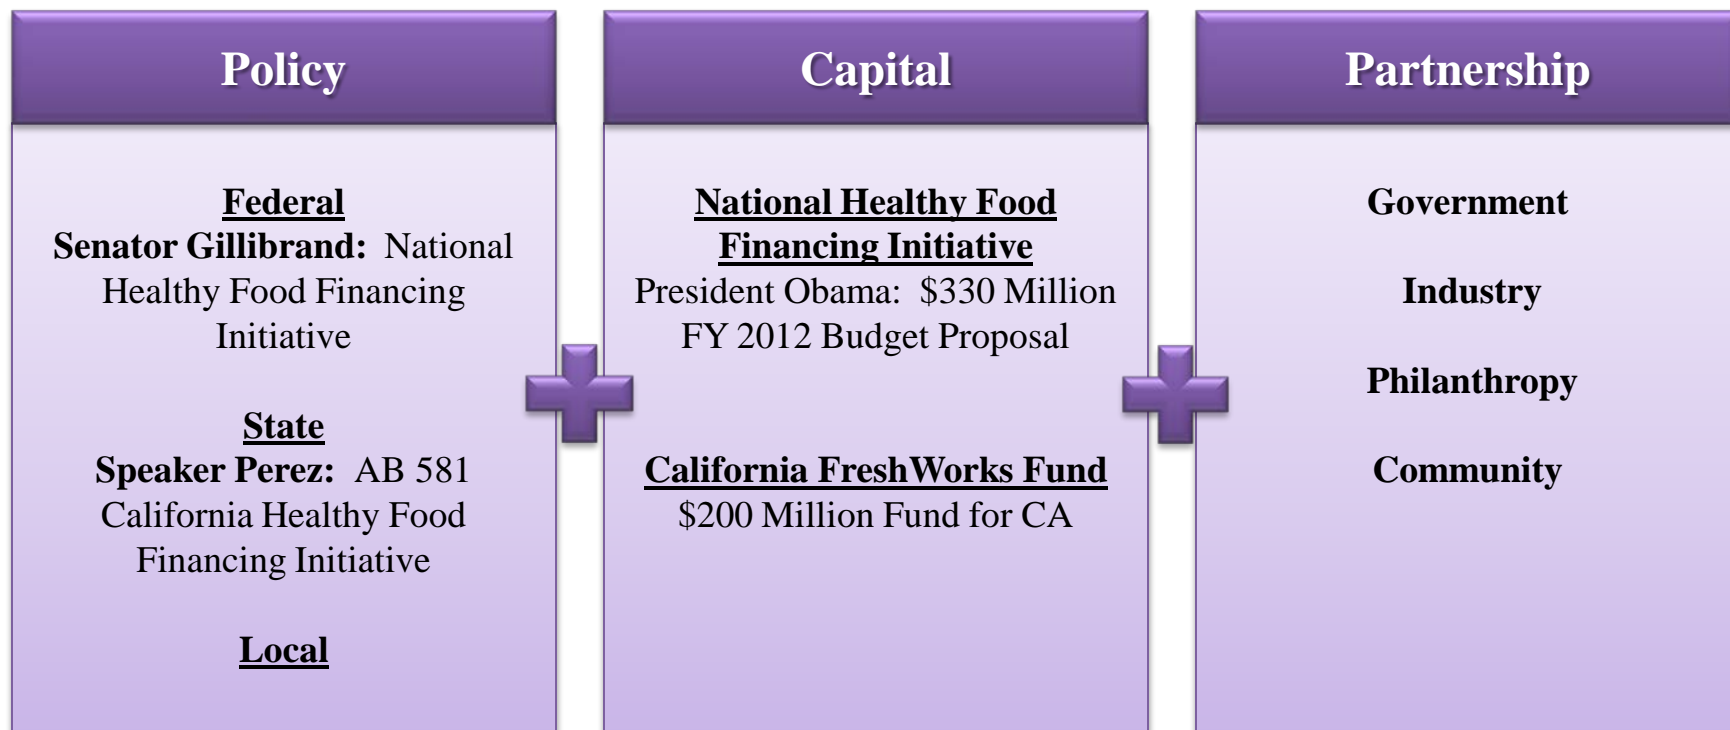 Policy
Federal
Senator Gillibrand: National
Healthy Food Financing
Initiative
State
Speaker Perez: AB 581
California Healthy Food
Financing Initiative
Local
Capital
National Healthy Food
Financing Initiative
President Obama: $330 Million
FY 2012 Budget Proposal
California FreshWorks Fund
$200 Million Fund for CA
Partnership
Government
Industry
Philanthropy
Community